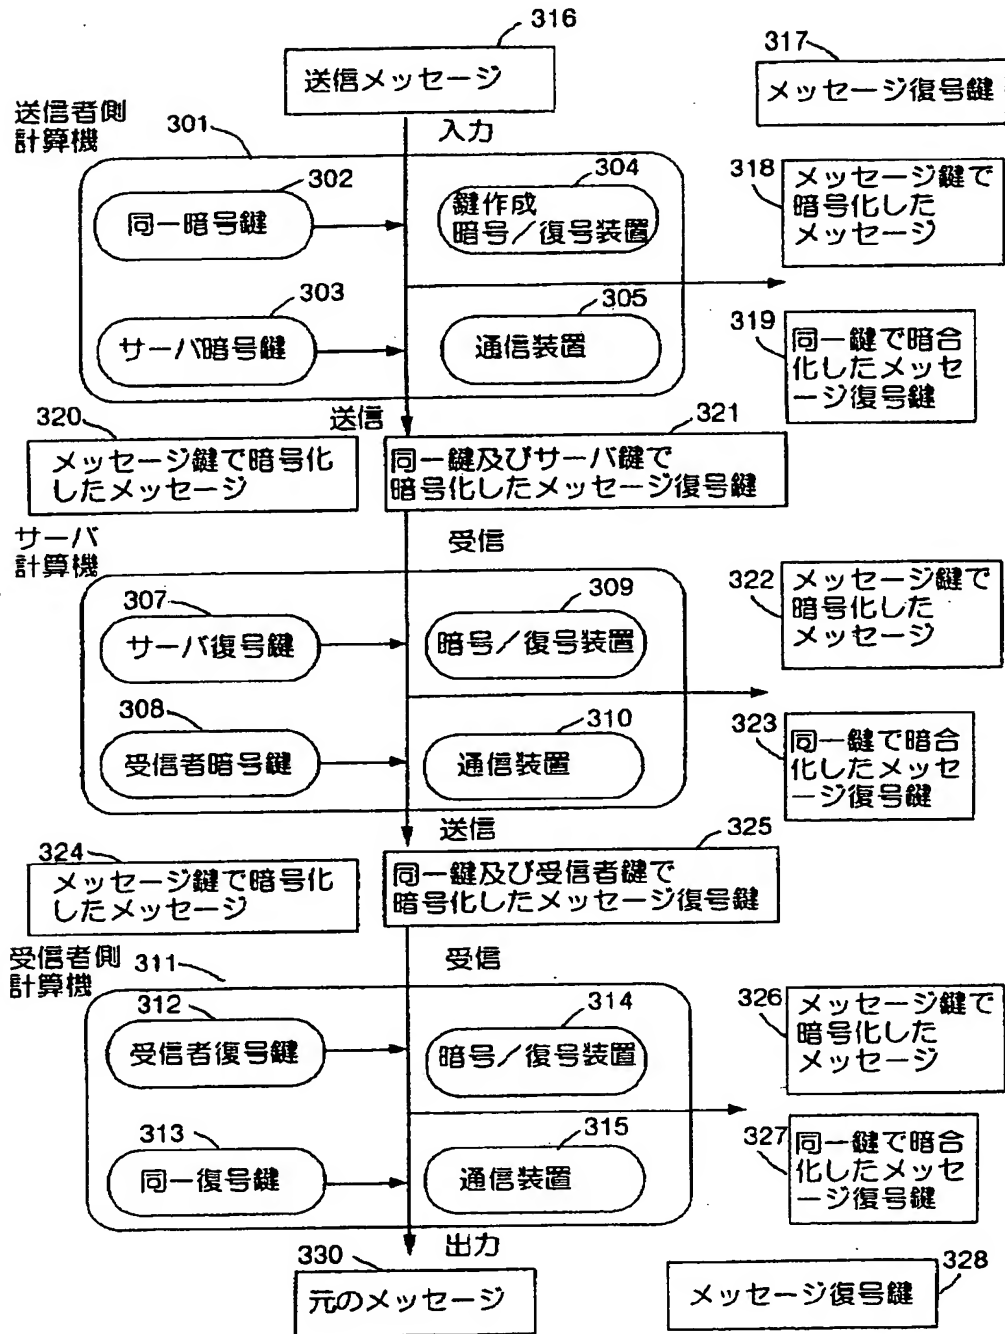 316
送信メッセージ
317
メッセージ復号鍵
送信者側
計算機
301
入力
302
同一暗号鍵
304
鍵作成
暗号／復号装置
318
メッセージ鍵で
暗号化した
メッセージ
303
サーバ暗号鍵
305
通信装置
319
同一鍵で暗合
化したメッセ
ージ復号鍵
送信
320
メッセージ鍵で暗号化
したメッセージ
321
同一鍵及びサーバ鍵で
暗号化したメッセージ復号鍵
サーバ
計算機
受信
307
サーバ復号鍵
309
暗号／復号装置
322
メッセージ鍵で
暗号化した
メッセージ
308
受信者暗号鍵
310
通信装置
323
同一鍵で暗合
化したメッセ
ージ復号鍵
送信
324
メッセージ鍵で暗号化
したメッセージ
325
同一鍵及び受信者鍵で
暗号化したメッセージ復号鍵
受信者側
計算機
311
受信
312
受信者復号鍵
314
暗号／復号装置
326
メッセージ鍵で
暗号化した
メッセージ
313
同一復号鍵
315
通信装置
327
同一鍵で暗合
化したメッセ
ージ復号鍵
出力
330
元のメッセージ
328
メッセージ復号鍵